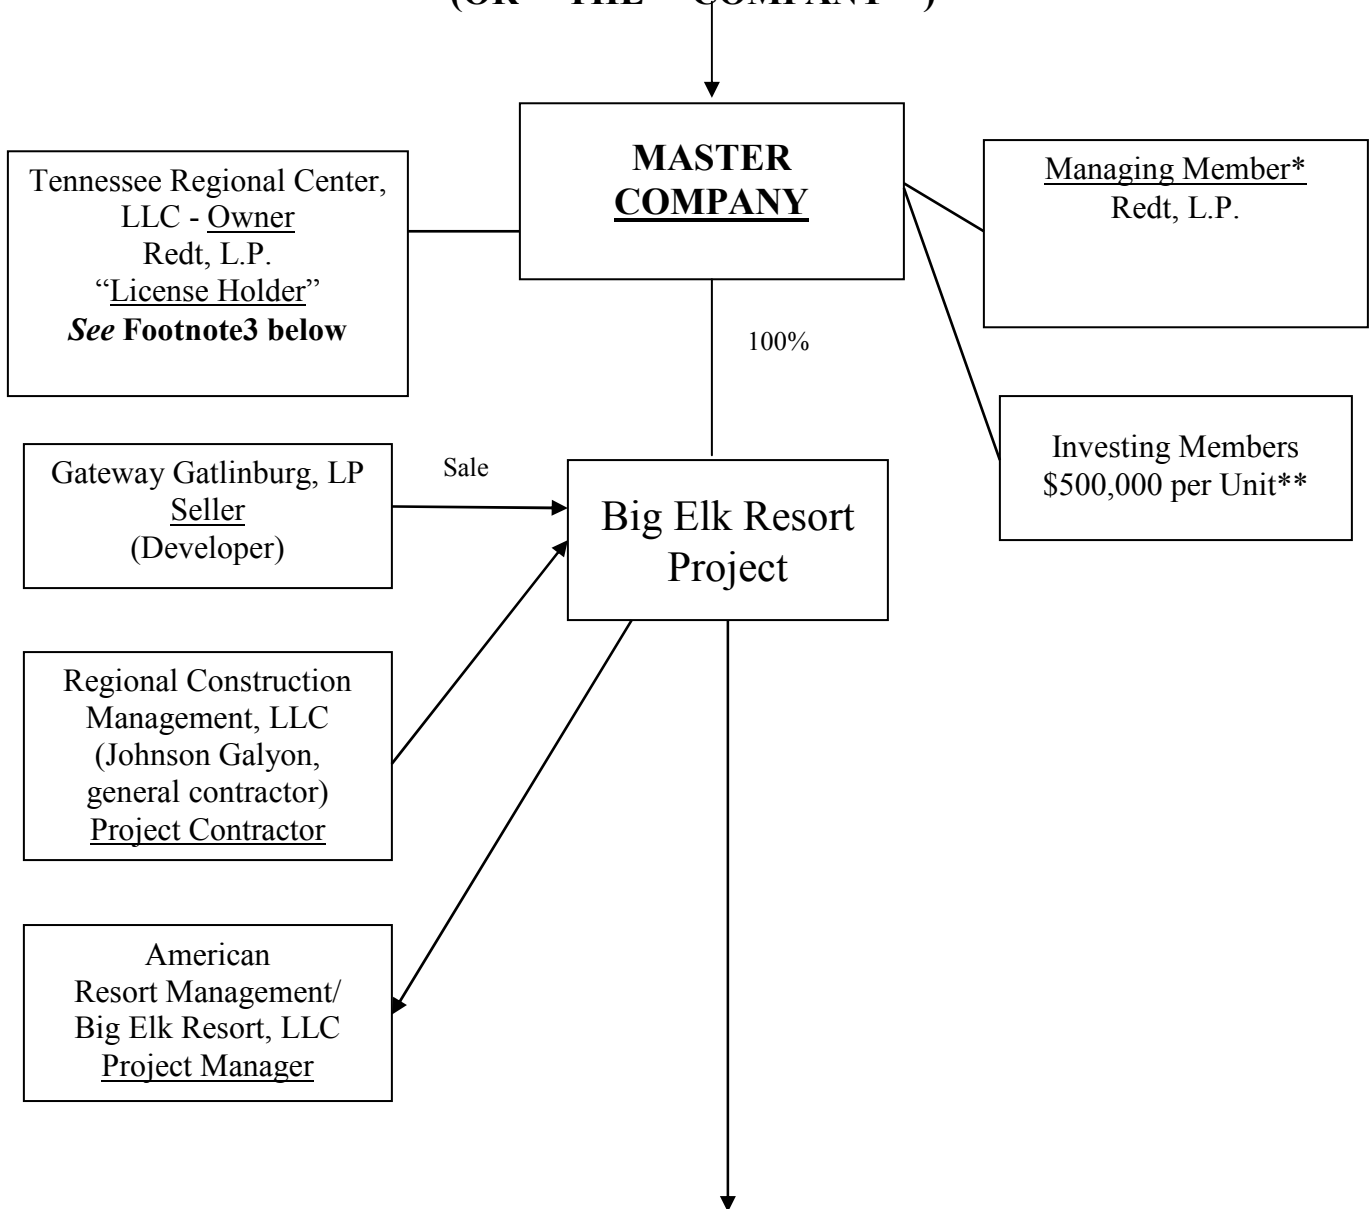 (OR THE COMPANY )
MASTER
COMPANY
Tennessee Regional Center,
LLC - Owner
Redt, L.P.
“License Holder”
See Footnote3 below
Managing Member*
Redt, L.P.
100%
Investing Members
$500,000 per Unit**
Gateway Gatlinburg, LP
Seller
(Developer)
Sale
Big Elk Resort
Project
Regional Construction
Management, LLC
(Johnson Galyon,
general contractor)
Project Contractor
American
Resort Management/
Big Elk Resort, LLC
Project Manager